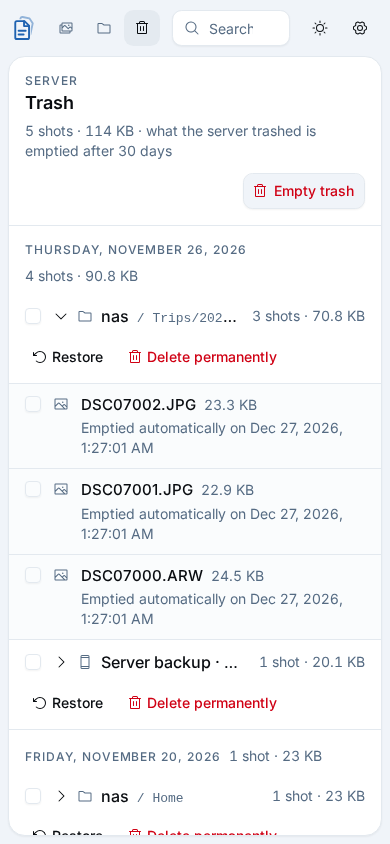 Search
SERVER
Trash
5 shots · 114 KB · what the server trashed is
emptied after 30 days
Empty trash
THURSDAY, NOVEMBER 26, 2026
4 shots · 90.8 KB
nas / Trips/202... 3 shots · 70.8 KB
Restore Delete permanently
DSC07002.JPG 23.3 KB
Emptied automatically on Dec 27, 2026,
1:27:01 AM
DSC07001.JPG 22.9 KB
Emptied automatically on Dec 27, 2026,
1:27:01 AM
DSC07000.ARW 24.5 KB
Emptied automatically on Dec 27, 2026,
1:27:01 AM
Server backup · ... 1 shot · 20.1 KB
Restore Delete permanently
FRIDAY, NOVEMBER 20, 2026 1 shot · 23 KB
nas / Home 1 shot · 23 KB
Restore Delete permanently